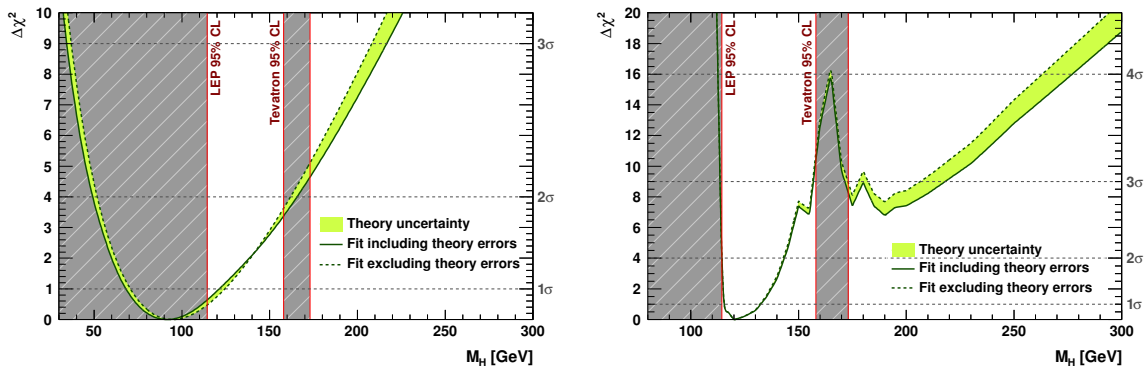 Δχ²
10
9
8
7
6
5
4
3
2
1
0
LEP 95% CL
Tevatron 95% CL
3σ
2σ
1σ
Theory uncertainty
Fit including theory errors
Fit excluding theory errors
50 100 150 200 250 300
M_H [GeV]
Δχ²
20
18
16
14
12
10
8
6
4
2
0
LEP 95% CL
Tevatron 95% CL
4σ
3σ
2σ
1σ
Theory uncertainty
Fit including theory errors
Fit excluding theory errors
100 150 200 250 300
M_H [GeV]